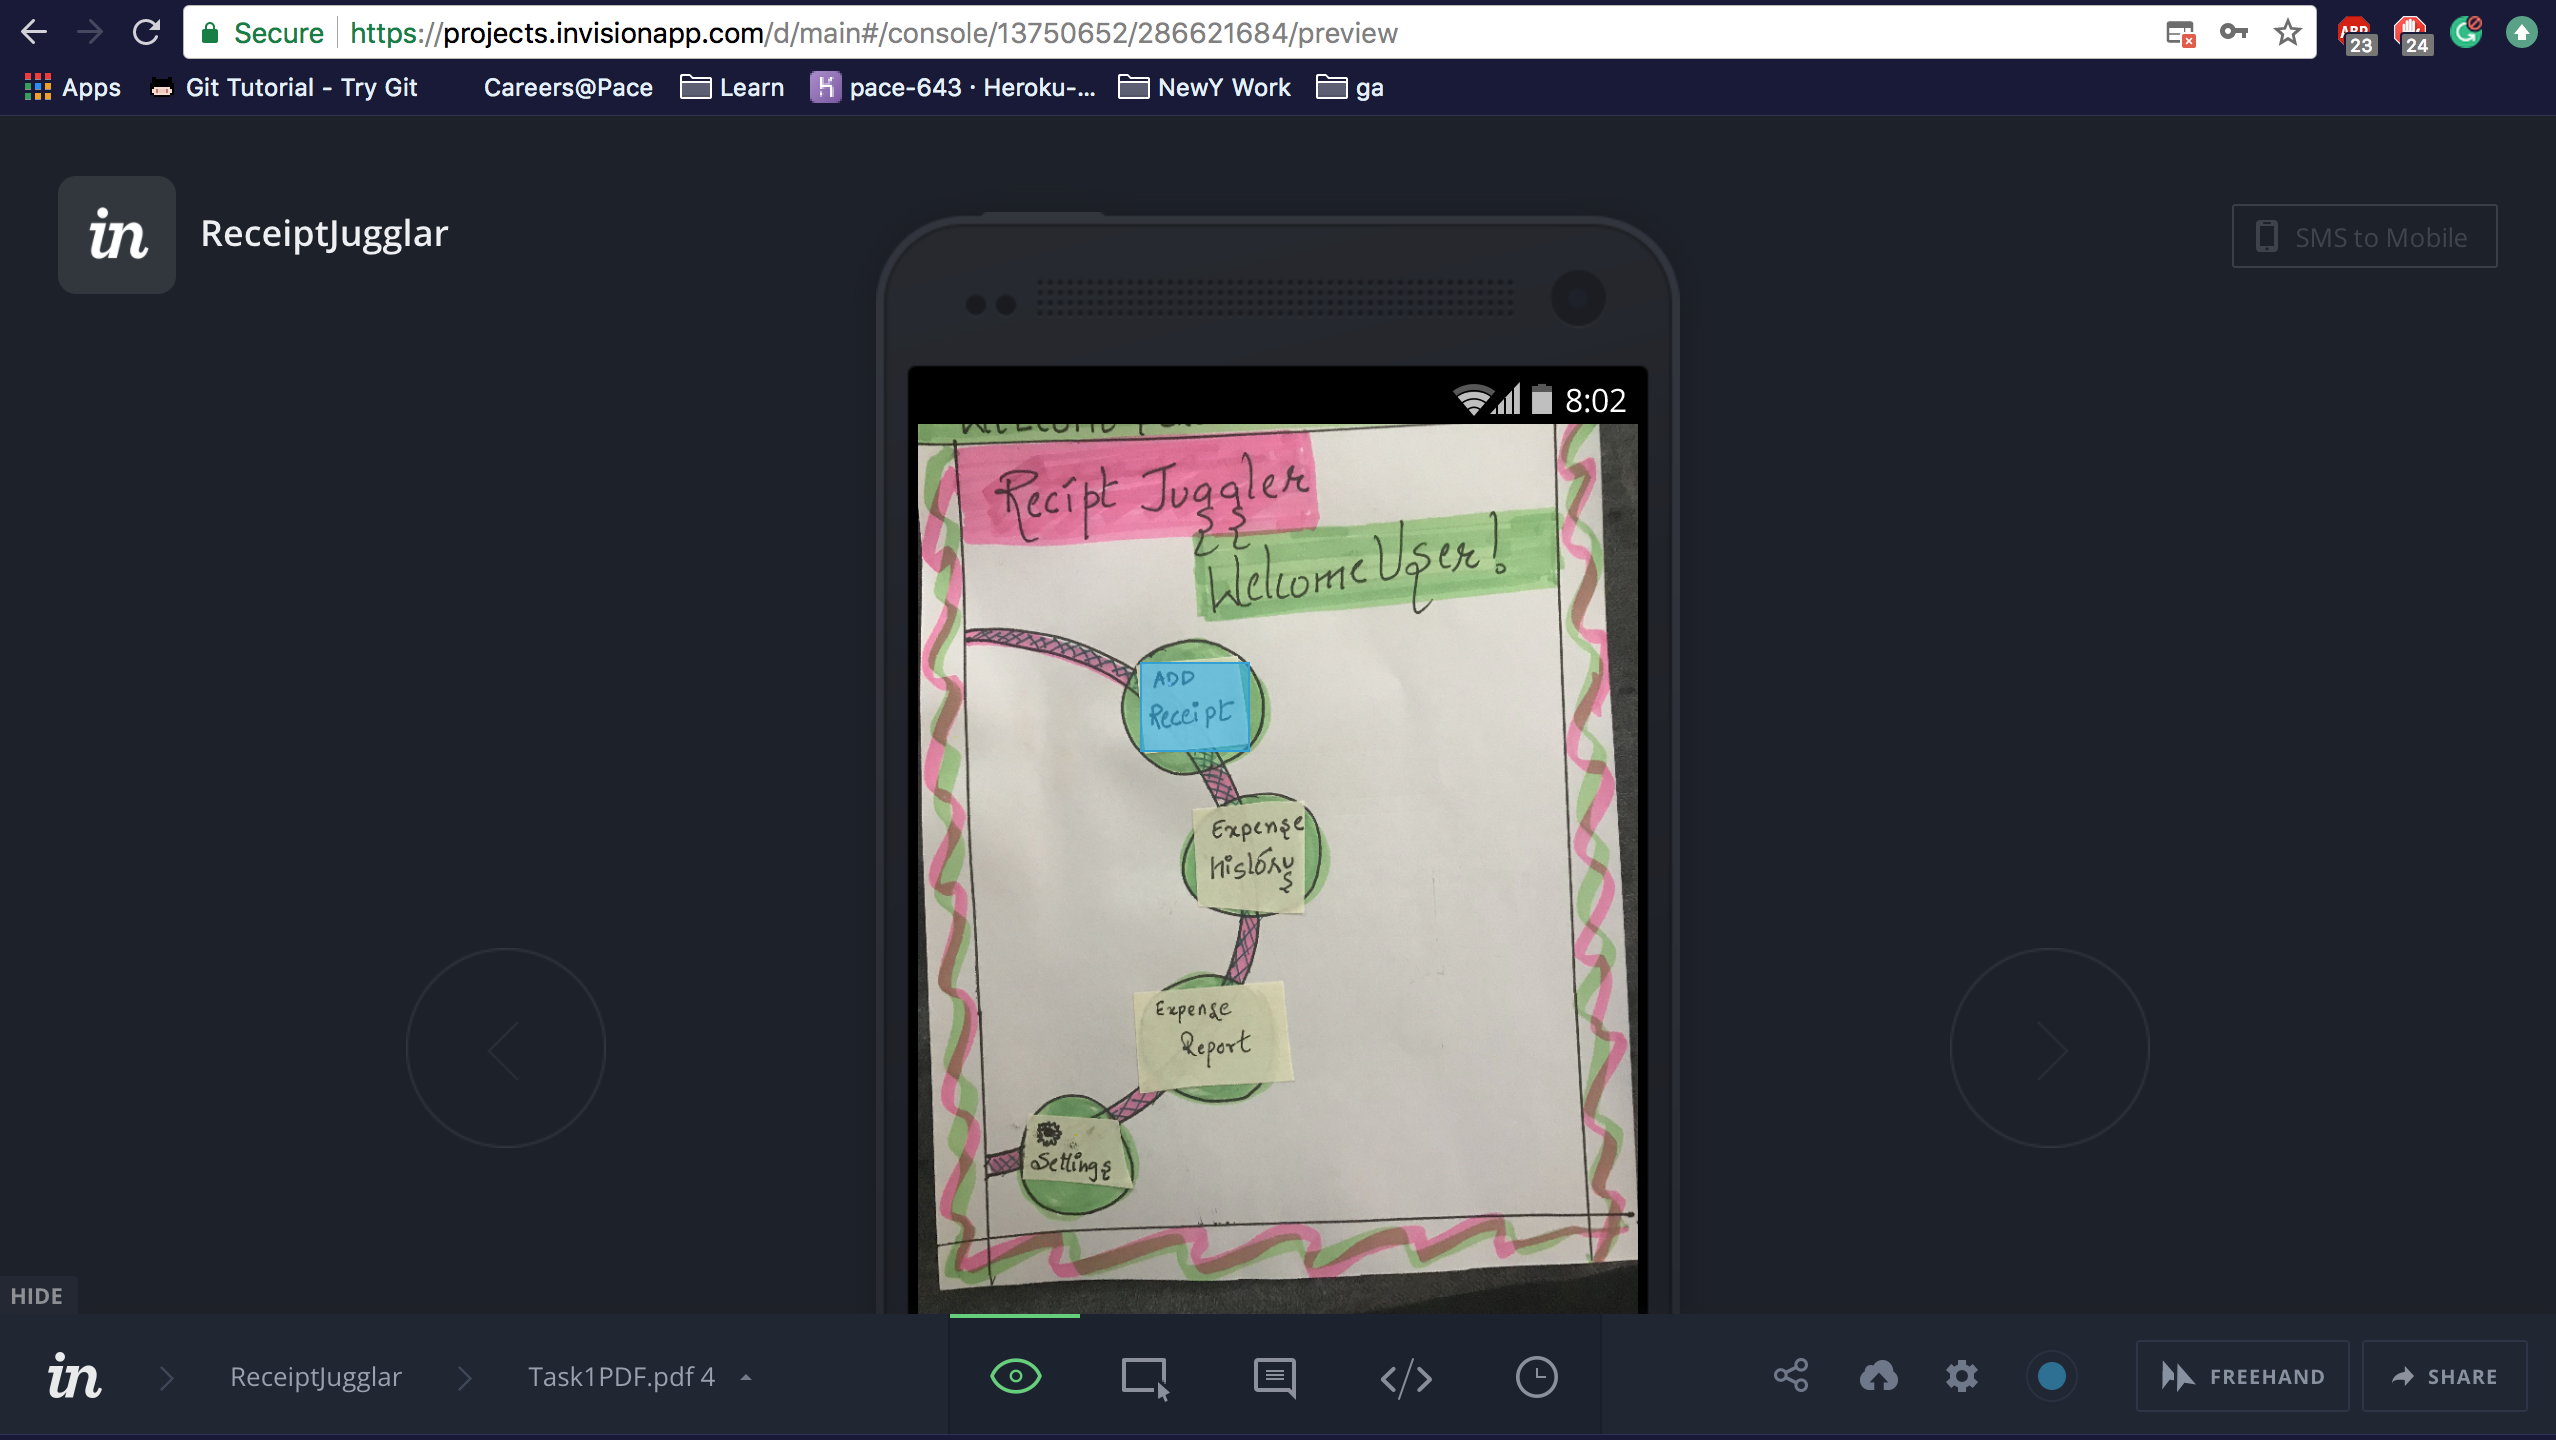 Secure https://projects.invisionapp.com/d/main#/console/13750652/286621684/preview
23 24
Apps Git Tutorial - Try Git Careers@Pace Learn pace-643 · Heroku-... NewY Work ga
in ReceiptJugglar
SMS to Mobile
8:02
Recipt Juggler
Welcome User!
ADD
Receipt
Expense
History
Expense
Report
Settings
HIDE
in ReceiptJugglar Task1PDF.pdf 4
FREEHAND SHARE